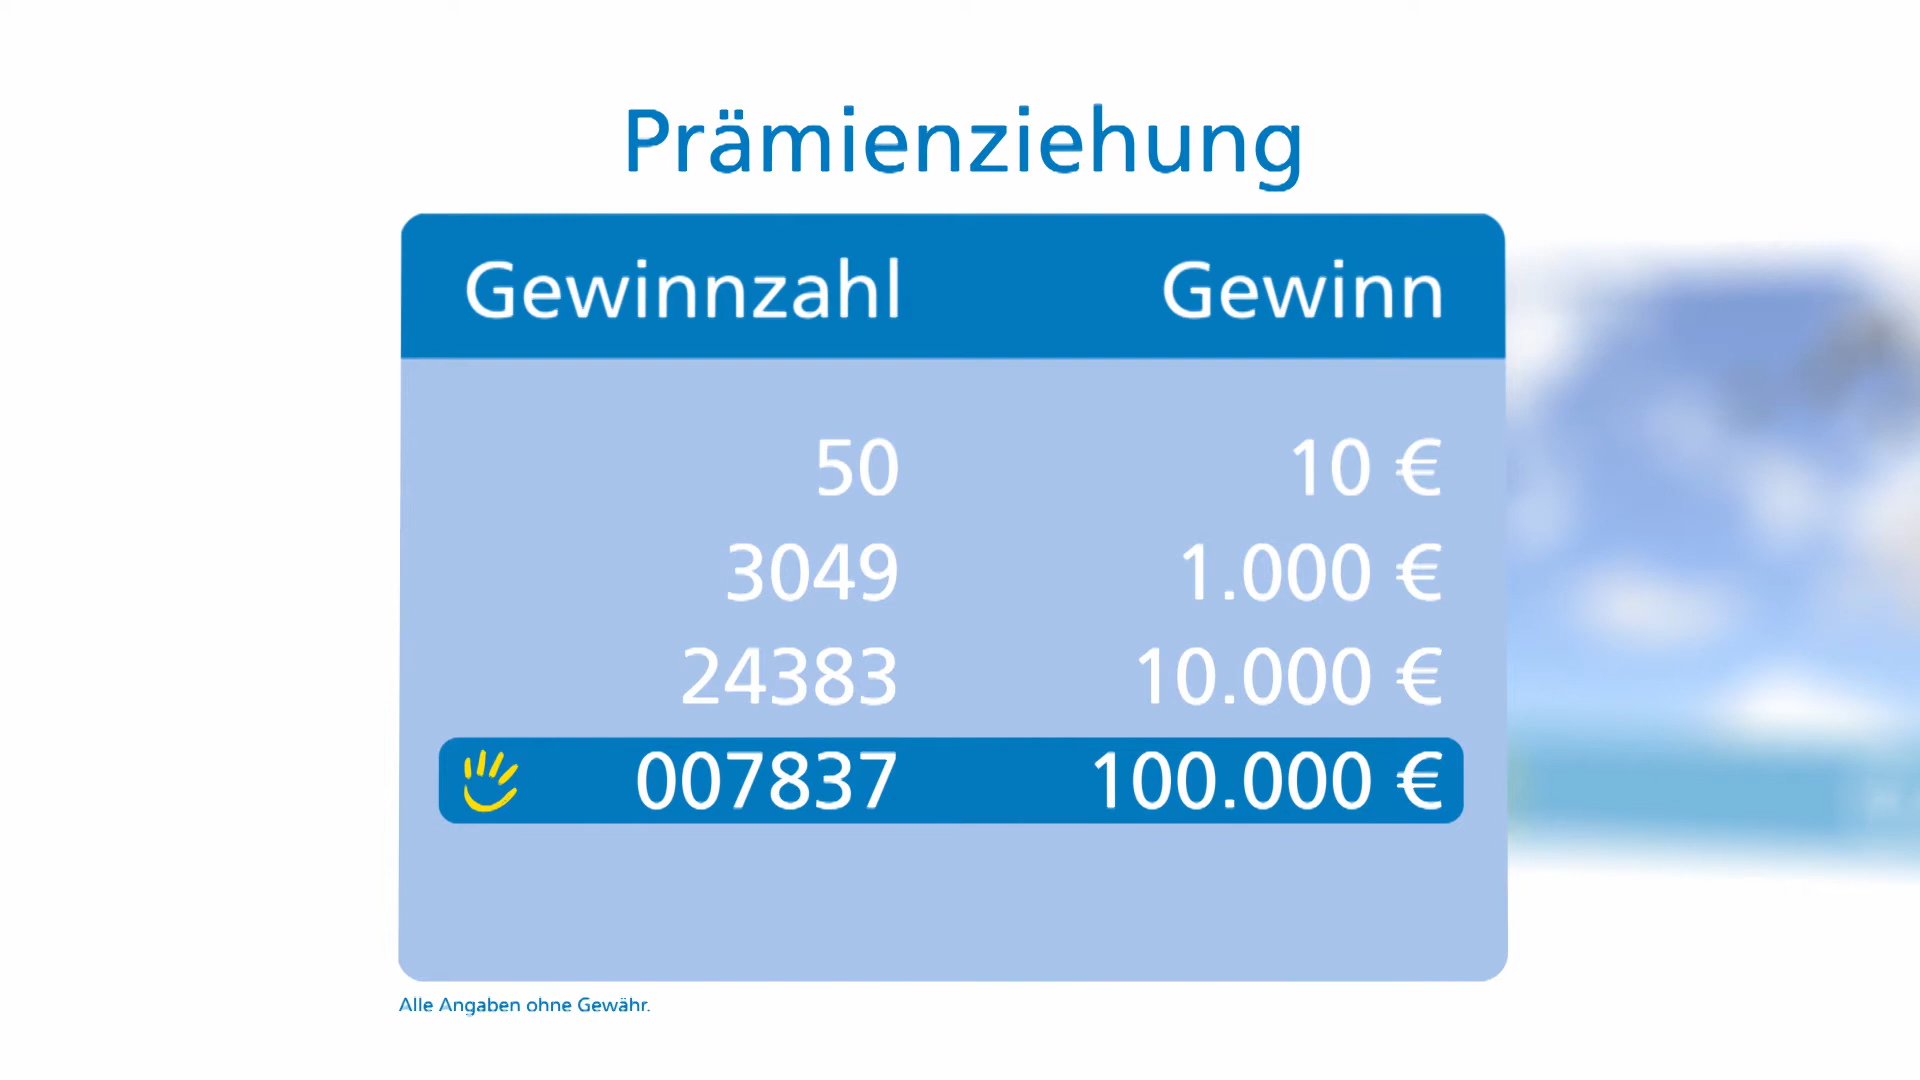 Prämienziehung
Gewinnzahl Gewinn
50 10 €
3049 1.000 €
24383 10.000 €
007837 100.000 €
Alle Angaben ohne Gewähr.